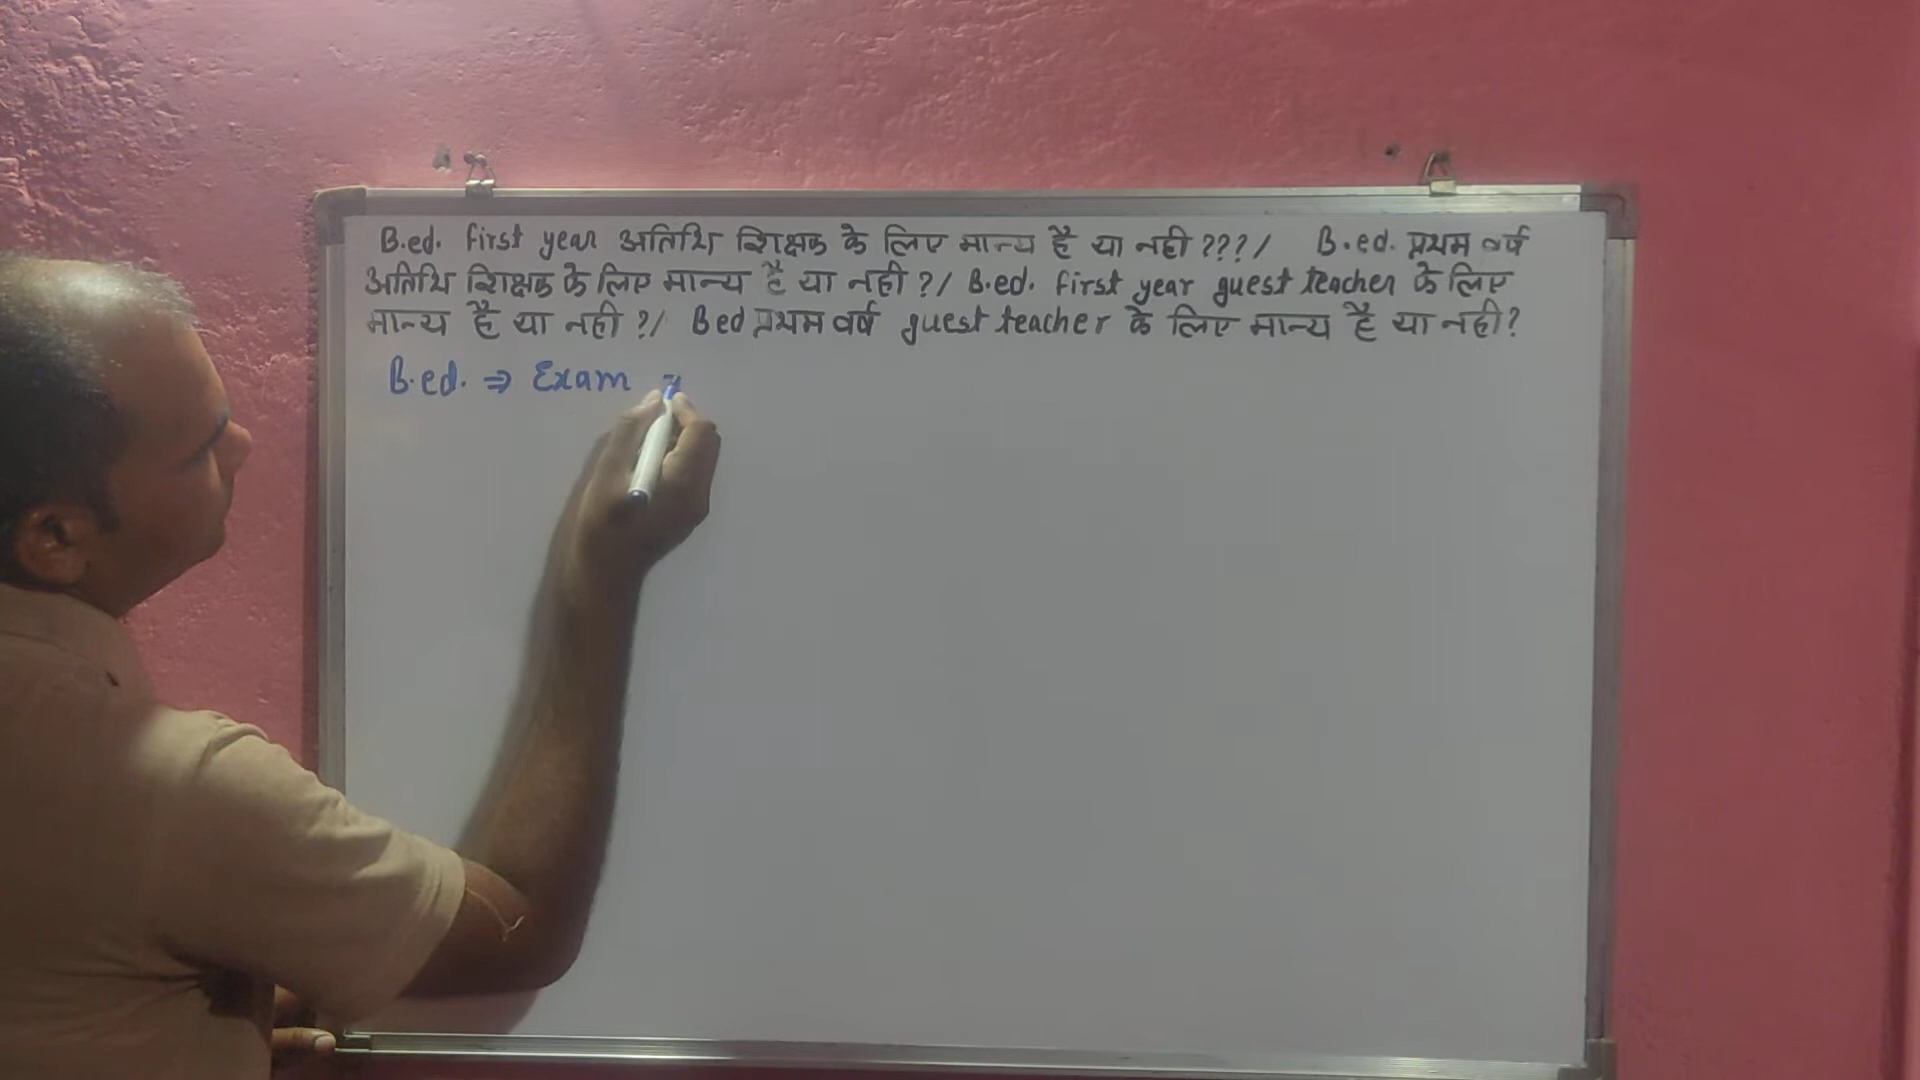 B.ed. first year अतिथि शिक्षक के लिए मान्य है या नही ???/ B.ed. प्रथम वर्ष
अतिथि शिक्षक के लिए मान्य है या नही ?/ B.ed. first year guest teacher के लिए
मान्य है या नही ?/ Bed प्रथम वर्ष guest teacher के लिए मान्य है या नही?
B.ed. ⇒ Exam